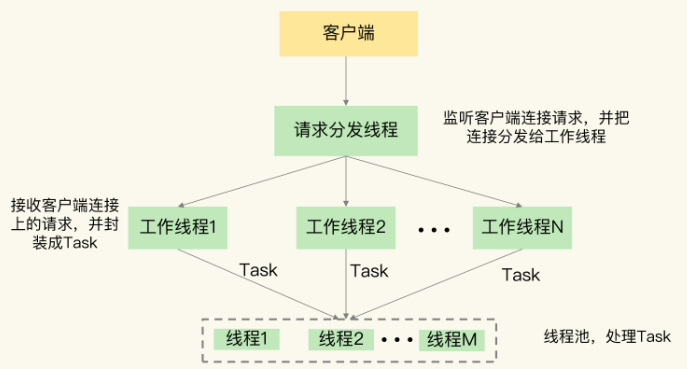 客户端
请求分发线程
监听客户端连接请求，并把
连接分发给工作线程
接收客户端连接
上的请求，并封
装成Task
工作线程1
工作线程2
•••
工作线程N
Task
Task
Task
线程1
线程2
•••
线程M
线程池，处理Task